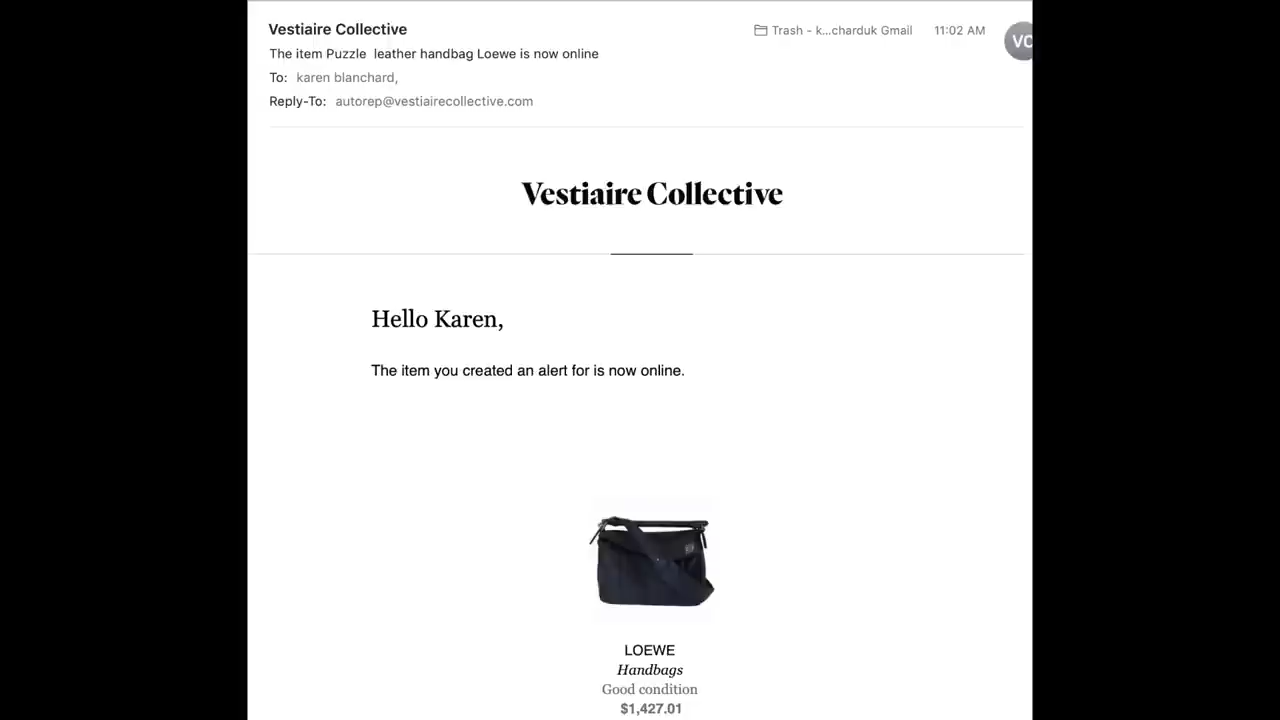 Vestiaire Collective
Trash - k...charduk Gmail 11:02 AM
VC
The item Puzzle leather handbag Loewe is now online
To: karen blanchard,
Reply-To: autorep@vestiairecollective.com
Vestiaire Collective
Hello Karen,
The item you created an alert for is now online.
LOEWE
Handbags
Good condition
$1,427.01